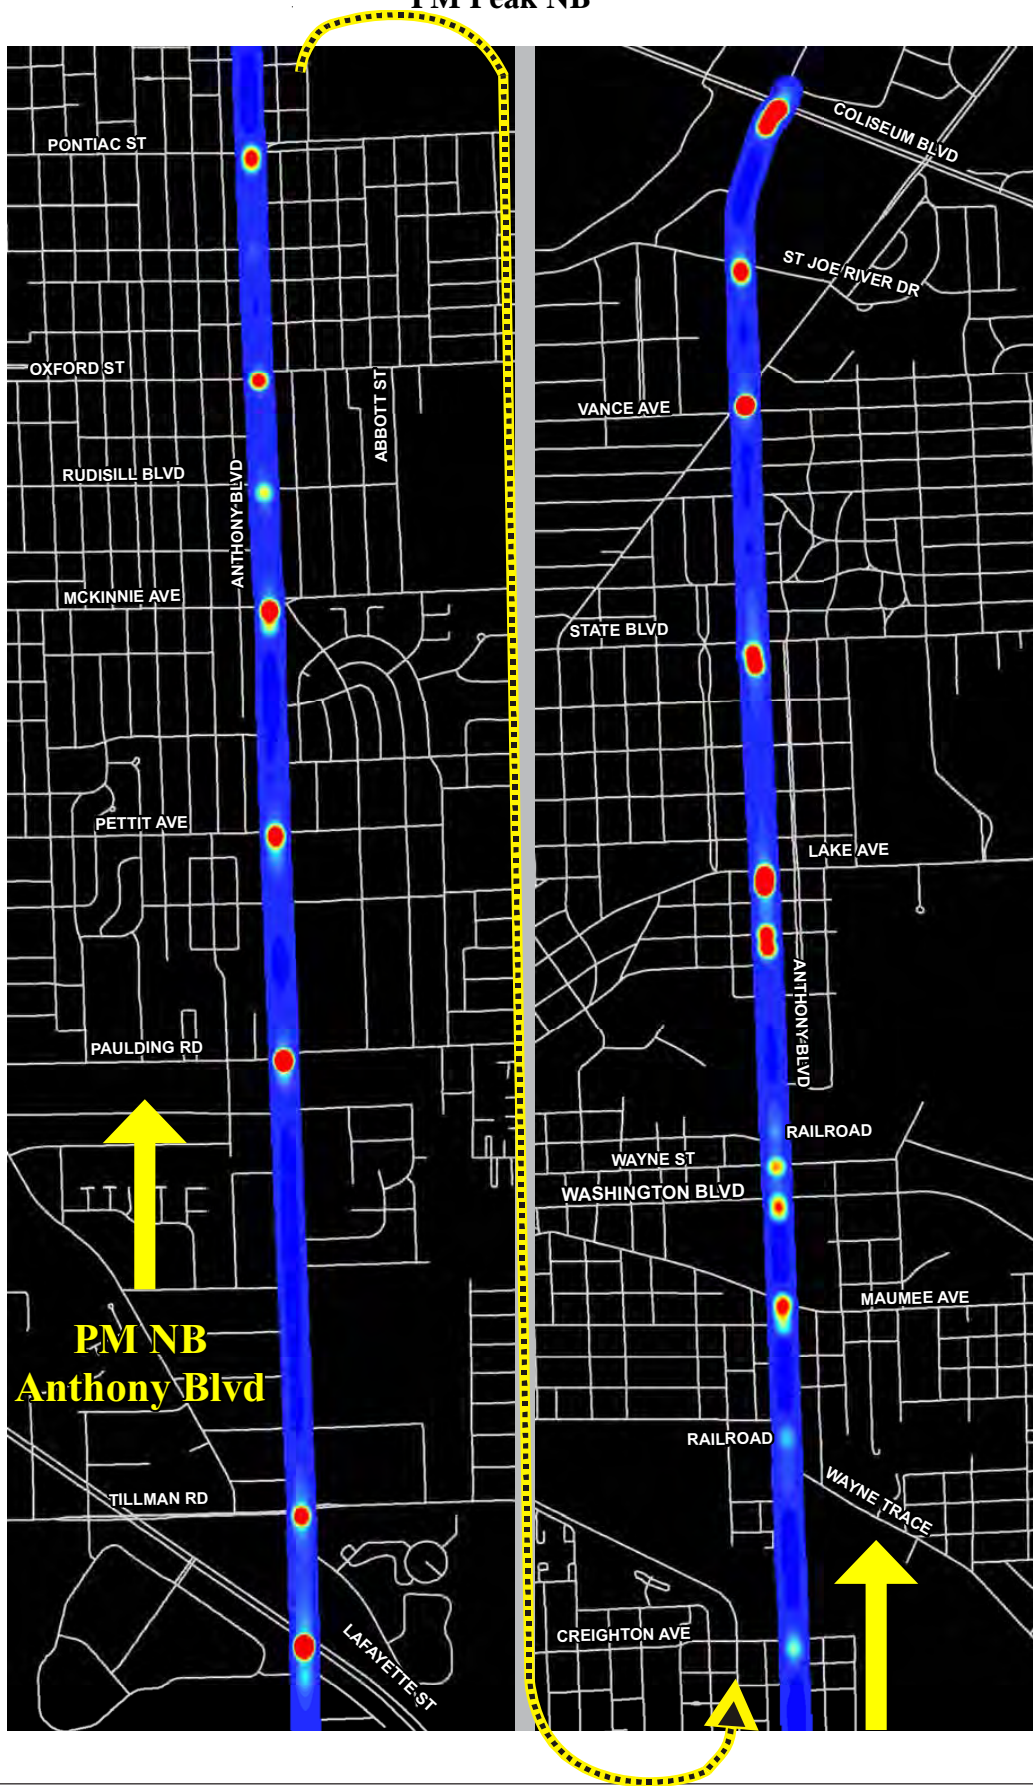 PM Peak NB
PONTIAC ST
OXFORD ST
ABBOTT ST
RUDISILL BLVD
ANTHONY BLVD
MCKINNIE AVE
PETTIT AVE
PAULDING RD
PM NB
Anthony Blvd
TILLMAN RD
LAFAYETTE ST
COLISEUM BLVD
ST JOE RIVER DR
VANCE AVE
STATE BLVD
LAKE AVE
ANTHONY BLVD
RAILROAD
WAYNE ST
WASHINGTON BLVD
MAUMEE AVE
RAILROAD
WAYNE TRACE
CREIGHTON AVE